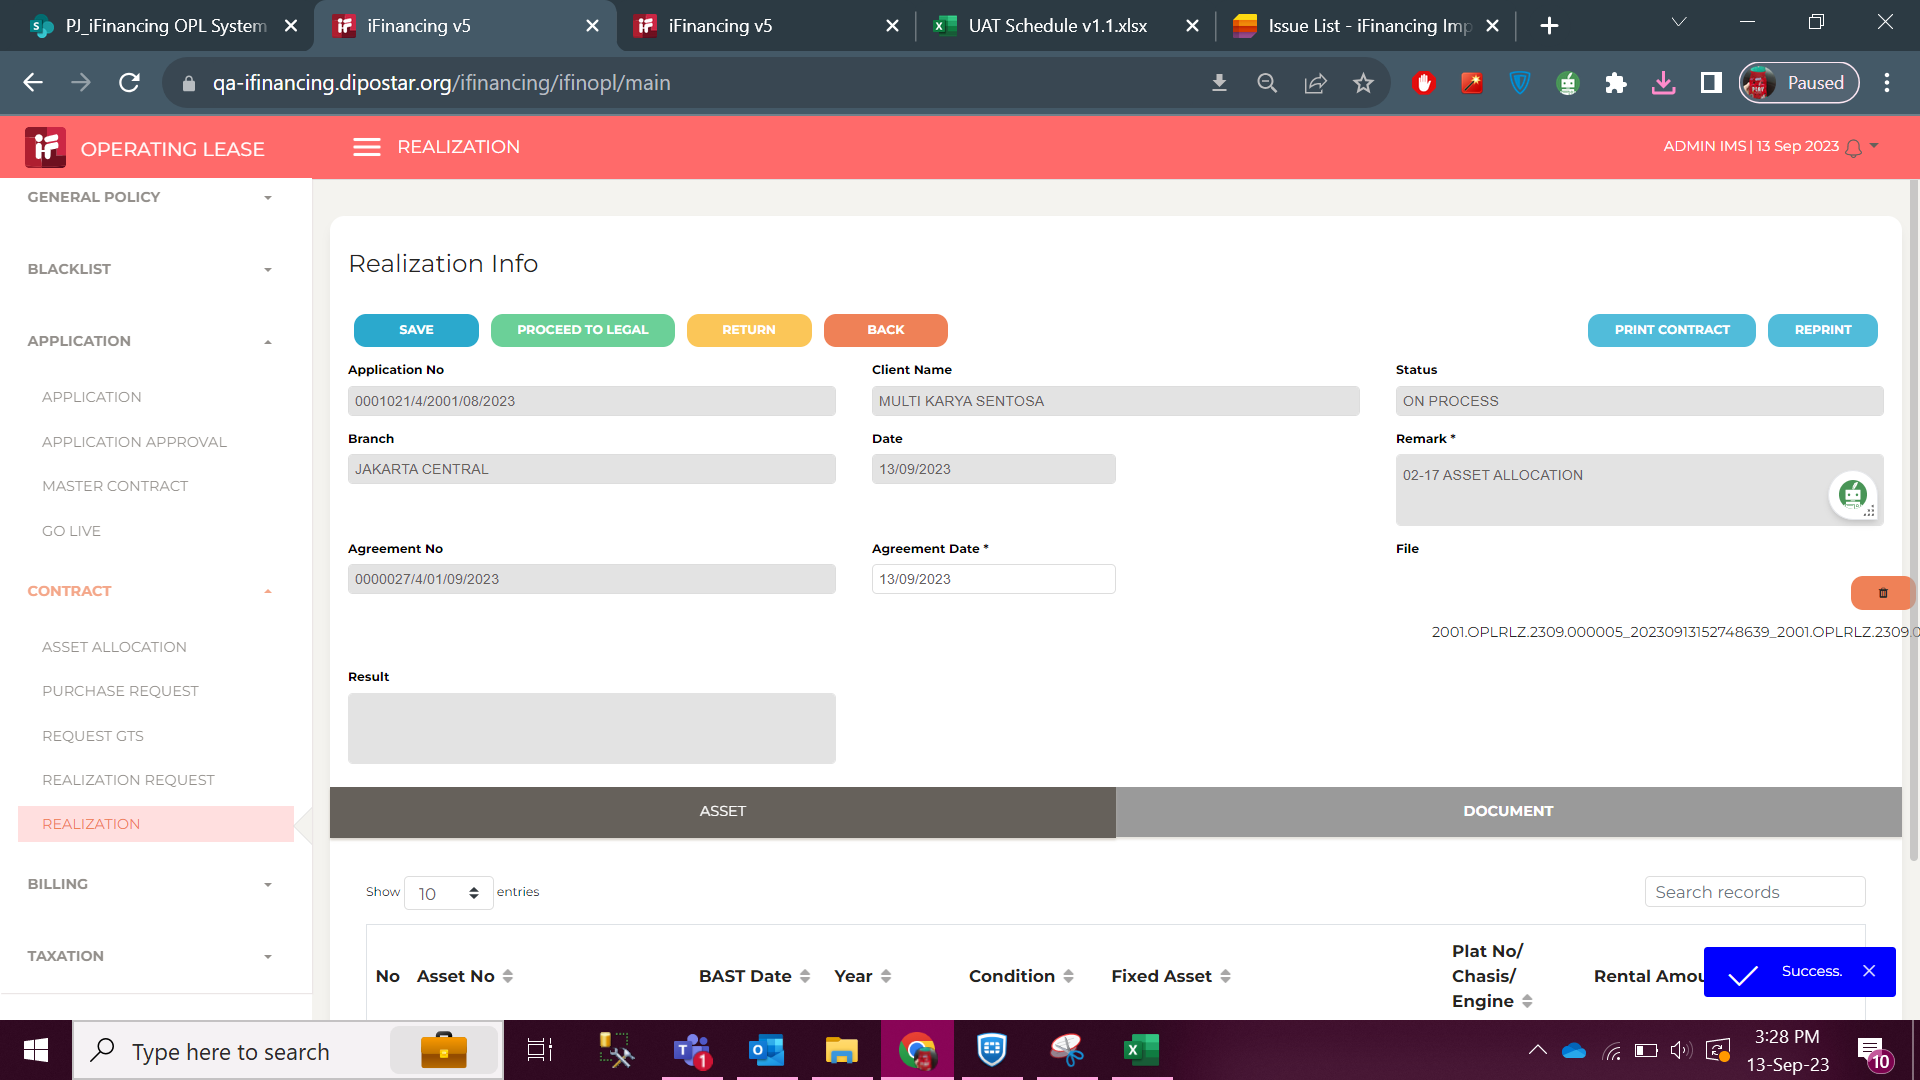 PJ_iFinancing OPL System
iFinancing v5
iFinancing v5
UAT Schedule v1.1.xlsx
Issue List - iFinancing Imp
qa-ifinancing.dipostar.org/ifinancing/ifinopl/main
Paused
OPERATING LEASE
REALIZATION
ADMIN IMS | 13 Sep 2023
GENERAL POLICY
BLACKLIST
APPLICATION
APPLICATION
APPLICATION APPROVAL
MASTER CONTRACT
GO LIVE
CONTRACT
ASSET ALLOCATION
PURCHASE REQUEST
REQUEST GTS
REALIZATION REQUEST
REALIZATION
BILLING
TAXATION
Realization Info
SAVE
PROCEED TO LEGAL
RETURN
BACK
PRINT CONTRACT
REPRINT
Application No
Client Name
Status
0001021/4/2001/08/2023
MULTI KARYA SENTOSA
ON PROCESS
Branch
Date
Remark *
JAKARTA CENTRAL
13/09/2023
02-17 ASSET ALLOCATION
Agreement No
Agreement Date *
File
0000027/4/01/09/2023
13/09/2023
2001.OPLRLZ.2309.000005_20230913152748639_2001.OPLRLZ.2309.0
Result
ASSET
DOCUMENT
Show 10 entries
Search records
No
Asset No
BAST Date
Year
Condition
Fixed Asset
Plat No/
Chasis/
Engine
Rental Amou
Success.
Type here to search
1
3:28 PM
13-Sep-23
10